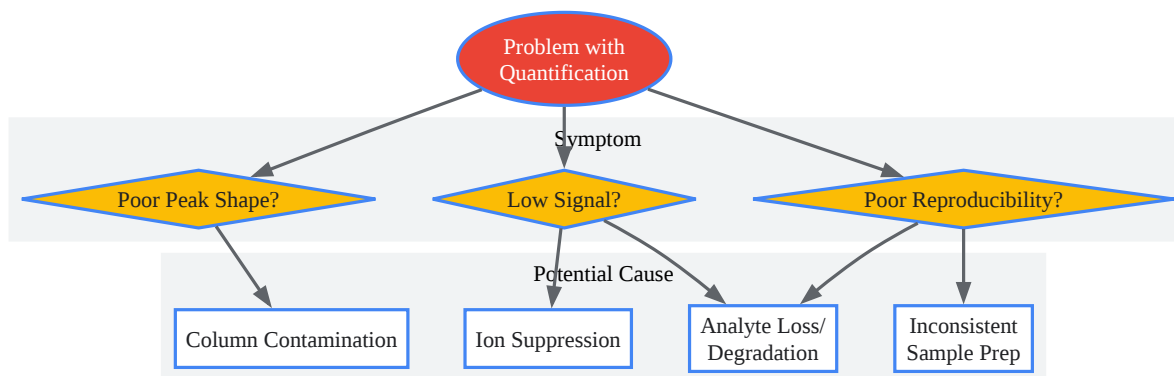 Problem with
Quantification
Symptom
Poor Peak Shape?
Low Signal?
Poor Reproducibility?
Potential Cause
Column Contamination
Ion Suppression
Analyte Loss/
Degradation
Inconsistent
Sample Prep